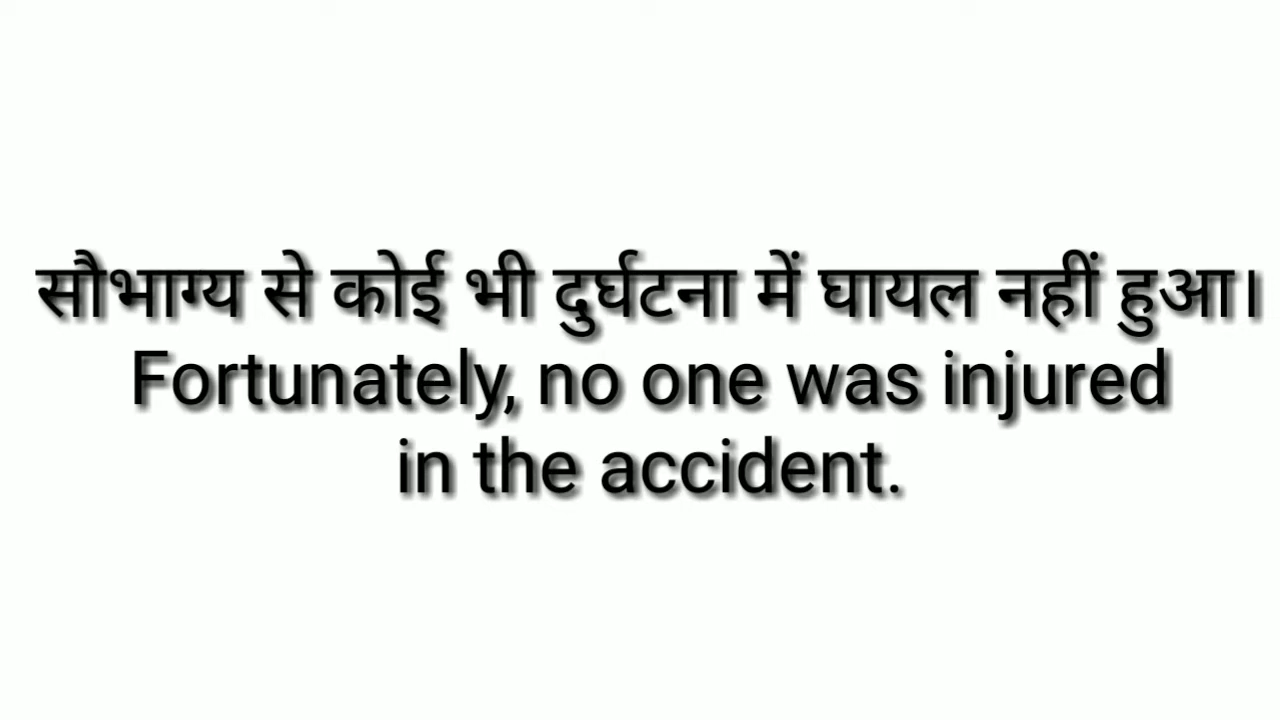 सौभाग्य से कोई भी दुर्घटना में घायल नहीं हुआ।
Fortunately, no one was injured
in the accident.